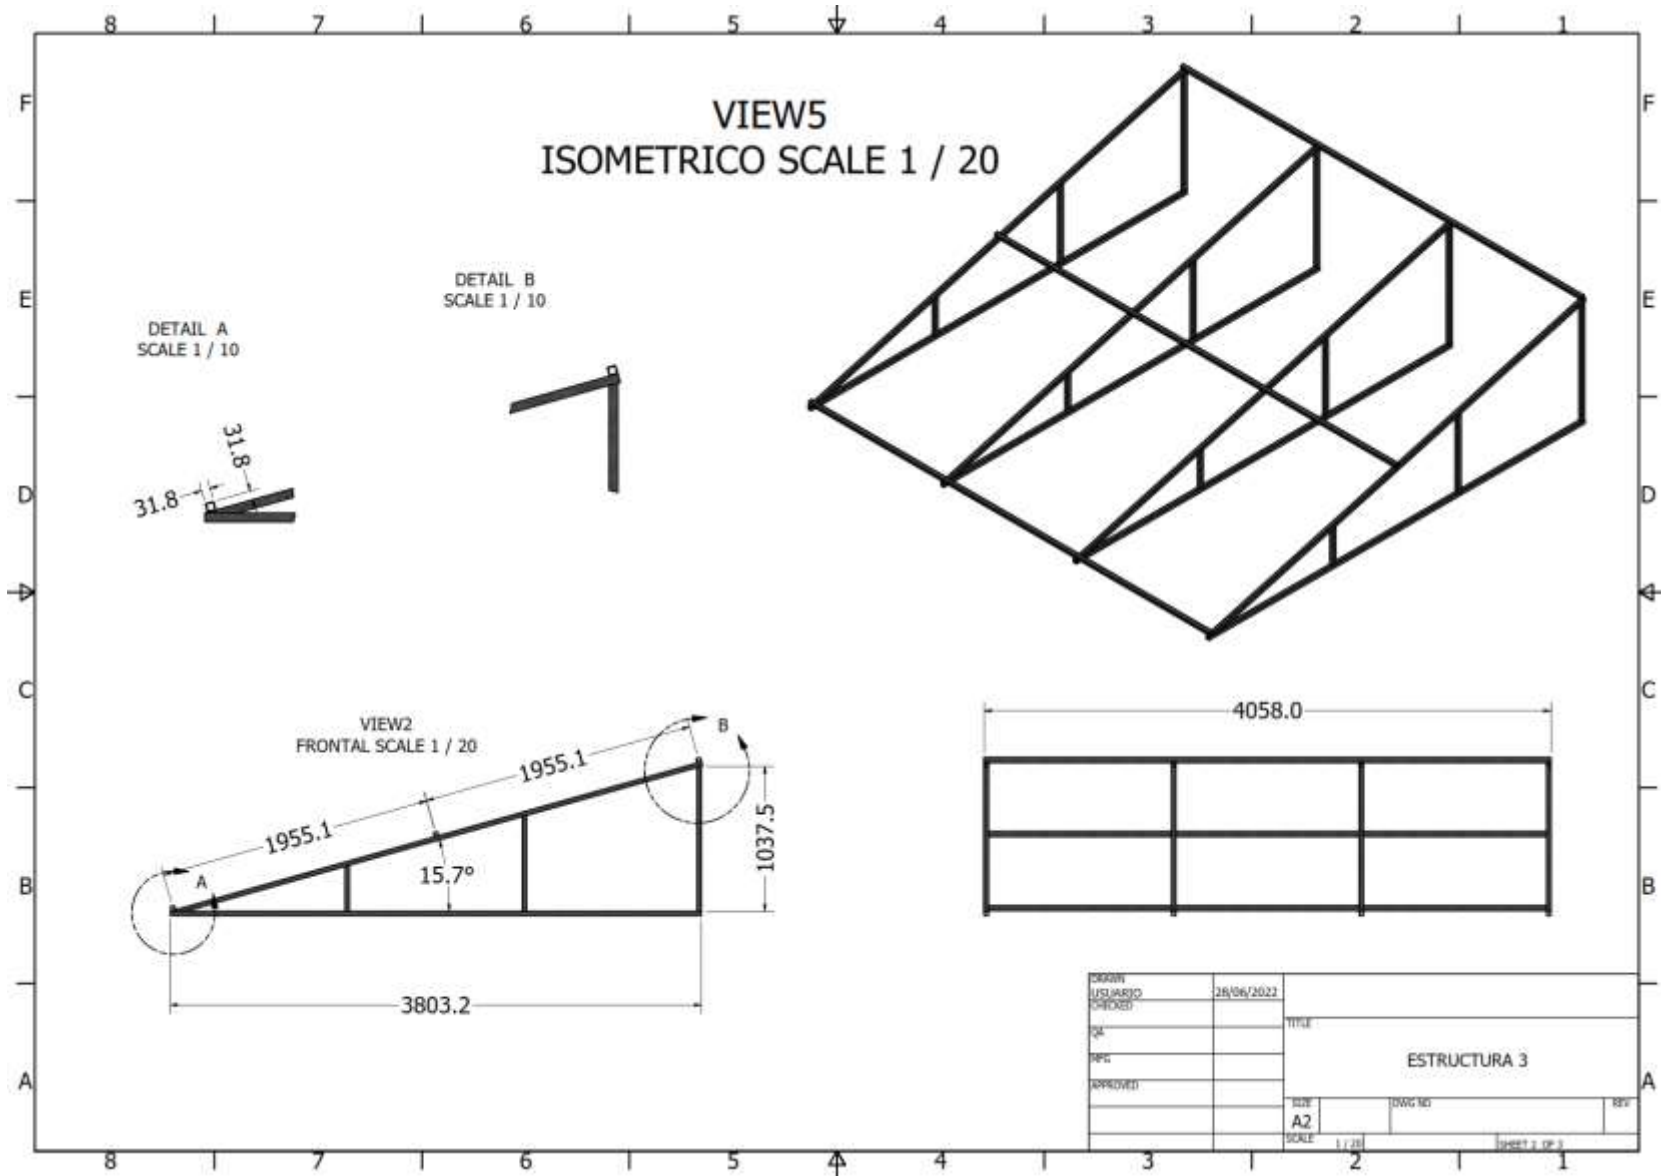 8 7 6 5 4 3 2 1
F F
VIEW5
ISOMETRICO SCALE 1 / 20
E E
DETAIL B
SCALE 1 / 10
DETAIL A
SCALE 1 / 10
31.8
31.8
D D
C C
VIEW2
FRONTAL SCALE 1 / 20
B
1955.1
1955.1
A
15.7°
1037.5
3803.2
4058.0
B B
DRAWN
USUARIO 28/06/2022
CHECKED
QA
TITLE
MFG
ESTRUCTURA 3
APPROVED
A A
SIZE
A2
DWG NO
REV
SCALE
1 / 20
8 7 6 5 4 3 2 1